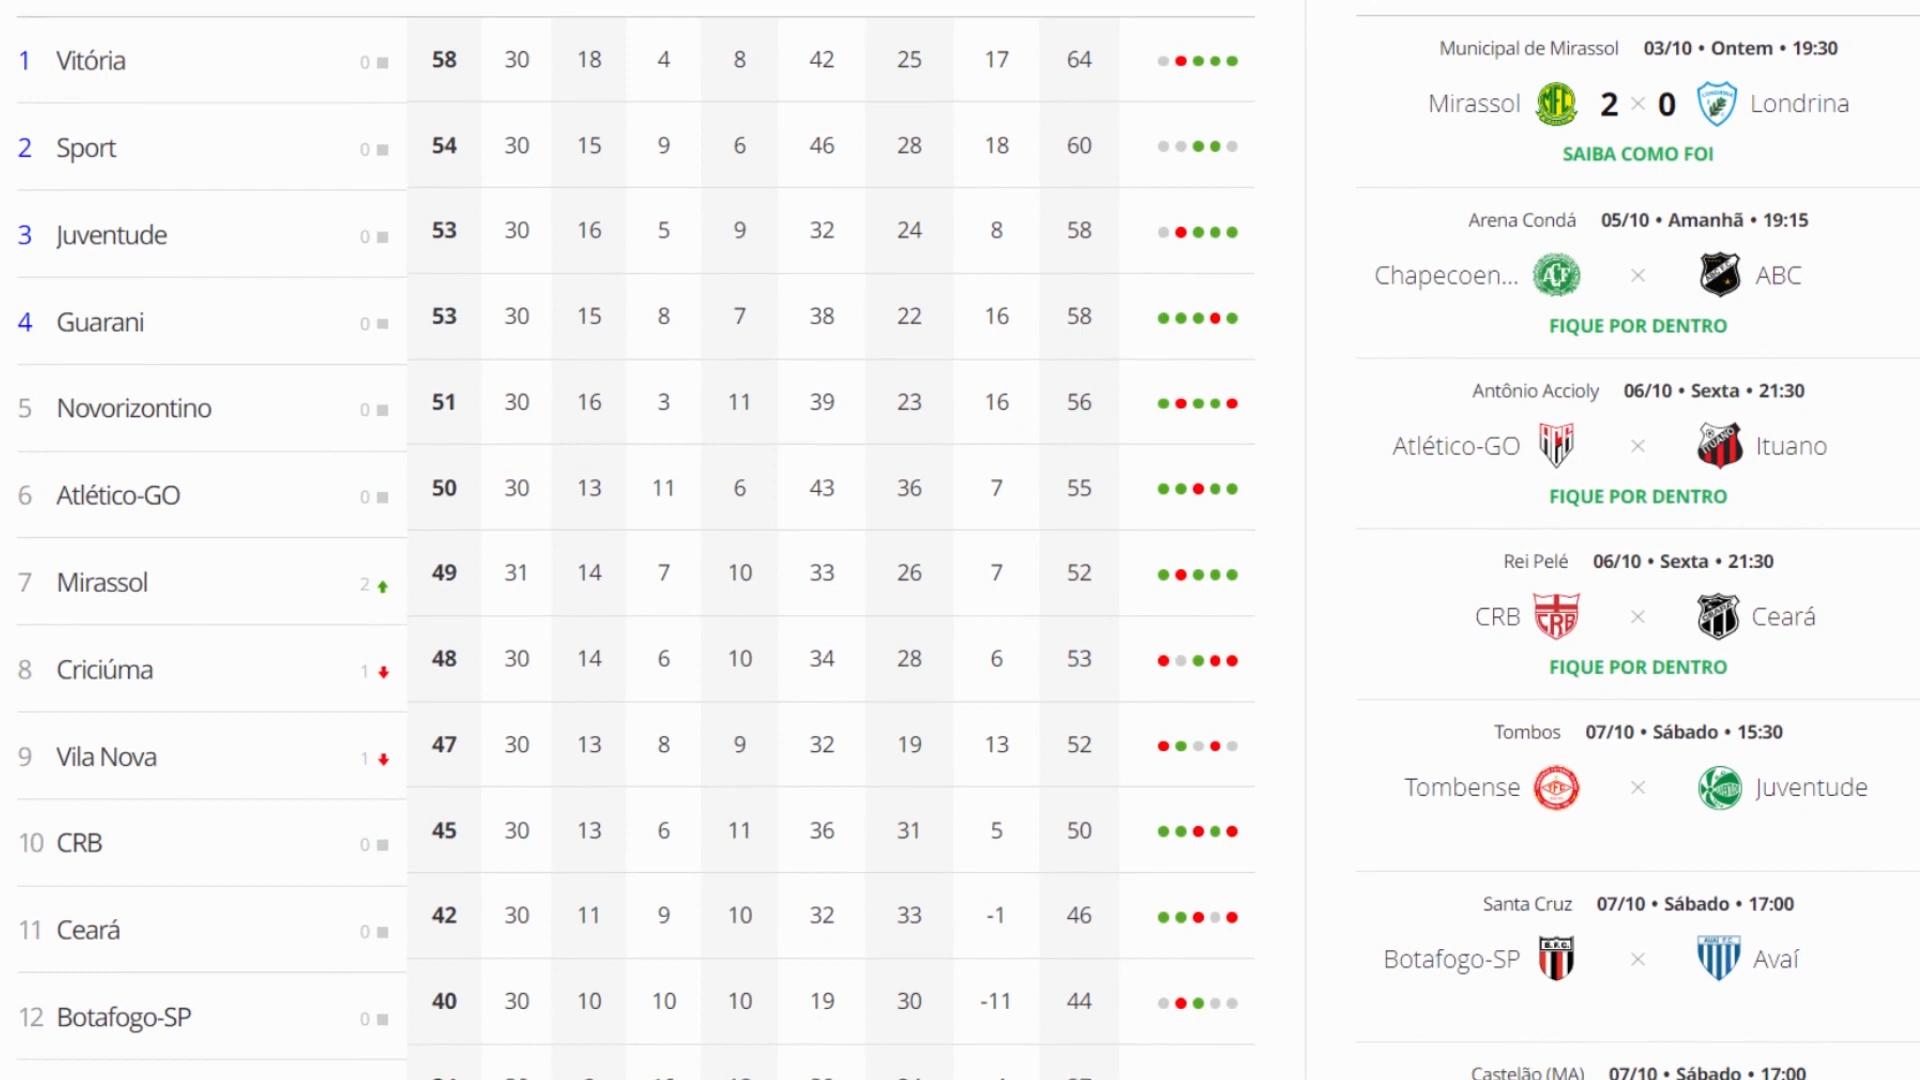 1 Vitória 0 58 30 18 4 8 42 25 17 64
2 Sport 0 54 30 15 9 6 46 28 18 60
3 Juventude 0 53 30 16 5 9 32 24 8 58
4 Guarani 0 53 30 15 8 7 38 22 16 58
5 Novorizontino 0 51 30 16 3 11 39 23 16 56
6 Atlético-GO 0 50 30 13 11 6 43 36 7 55
7 Mirassol 2 49 31 14 7 10 33 26 7 52
8 Criciúma 1 48 30 14 6 10 34 28 6 53
9 Vila Nova 1 47 30 13 8 9 32 19 13 52
10 CRB 0 45 30 13 6 11 36 31 5 50
11 Ceará 0 42 30 11 9 10 32 33 -1 46
12 Botafogo-SP 0 40 30 10 10 10 19 30 -11 44
Municipal de Mirassol 03/10 • Ontem • 19:30
Mirassol 2 × 0 Londrina
SAIBA COMO FOI
Arena Condá 05/10 • Amanhã • 19:15
Chapecoen... × ABC
FIQUE POR DENTRO
Antônio Accioly 06/10 • Sexta • 21:30
Atlético-GO × Ituano
FIQUE POR DENTRO
Rei Pelé 06/10 • Sexta • 21:30
CRB × Ceará
FIQUE POR DENTRO
Tombos 07/10 • Sábado • 15:30
Tombense × Juventude
Santa Cruz 07/10 • Sábado • 17:00
Botafogo-SP × Avaí
Castelão (MA) 07/10 • Sábado • 17:00